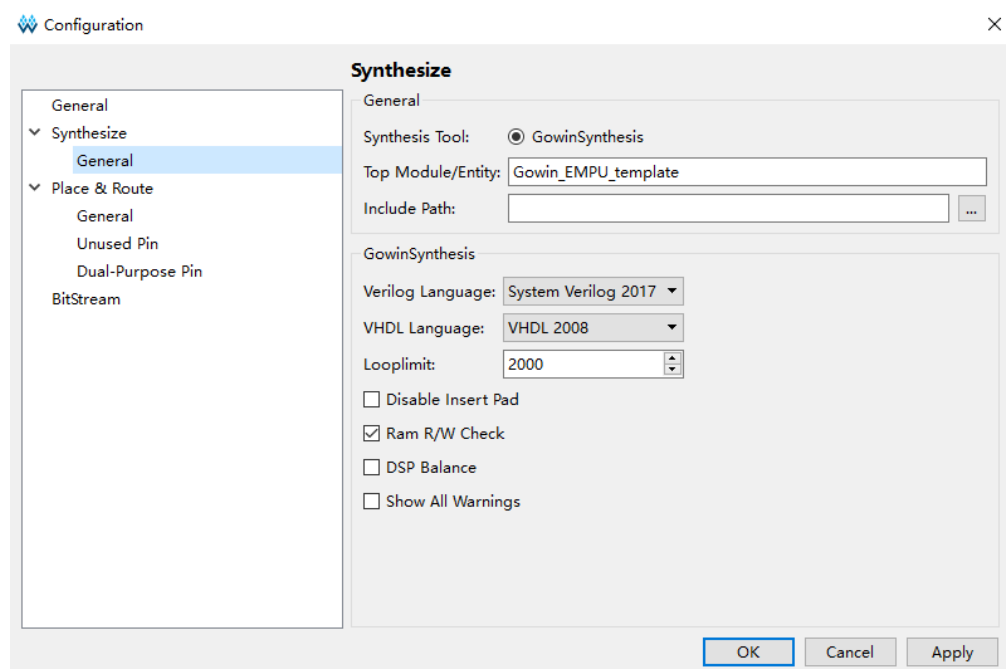 Configuration
General
Synthesize
General
Place & Route
General
Unused Pin
Dual-Purpose Pin
BitStream
Synthesize
General
Synthesis Tool: GowinSynthesis
Top Module/Entity: Gowin_EMPU_template
Include Path: ...
GowinSynthesis
Verilog Language: System Verilog 2017
VHDL Language: VHDL 2008
Looplimit: 2000
Disable Insert Pad
Ram R/W Check
DSP Balance
Show All Warnings
OK Cancel Apply